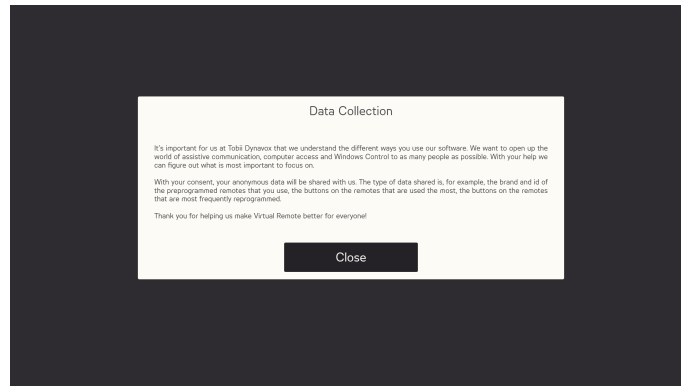 Data Collection
It's important for us at Tobii Dynavox that we understand the different ways you use our software. We want to open up the
world of assistive communication, computer access and Windows Control to as many people as possible. With your help we
can figure out what is most important to focus on.
With your consent, your anonymous data will be shared with us. The type of data shared is, for example, the brand and id of
the preprogrammed remotes that you use, the buttons on the remotes that are used the most, the buttons on the remotes
that are most frequently reprogrammed.
Thank you for helping us make Virtual Remote better for everyone!
Close